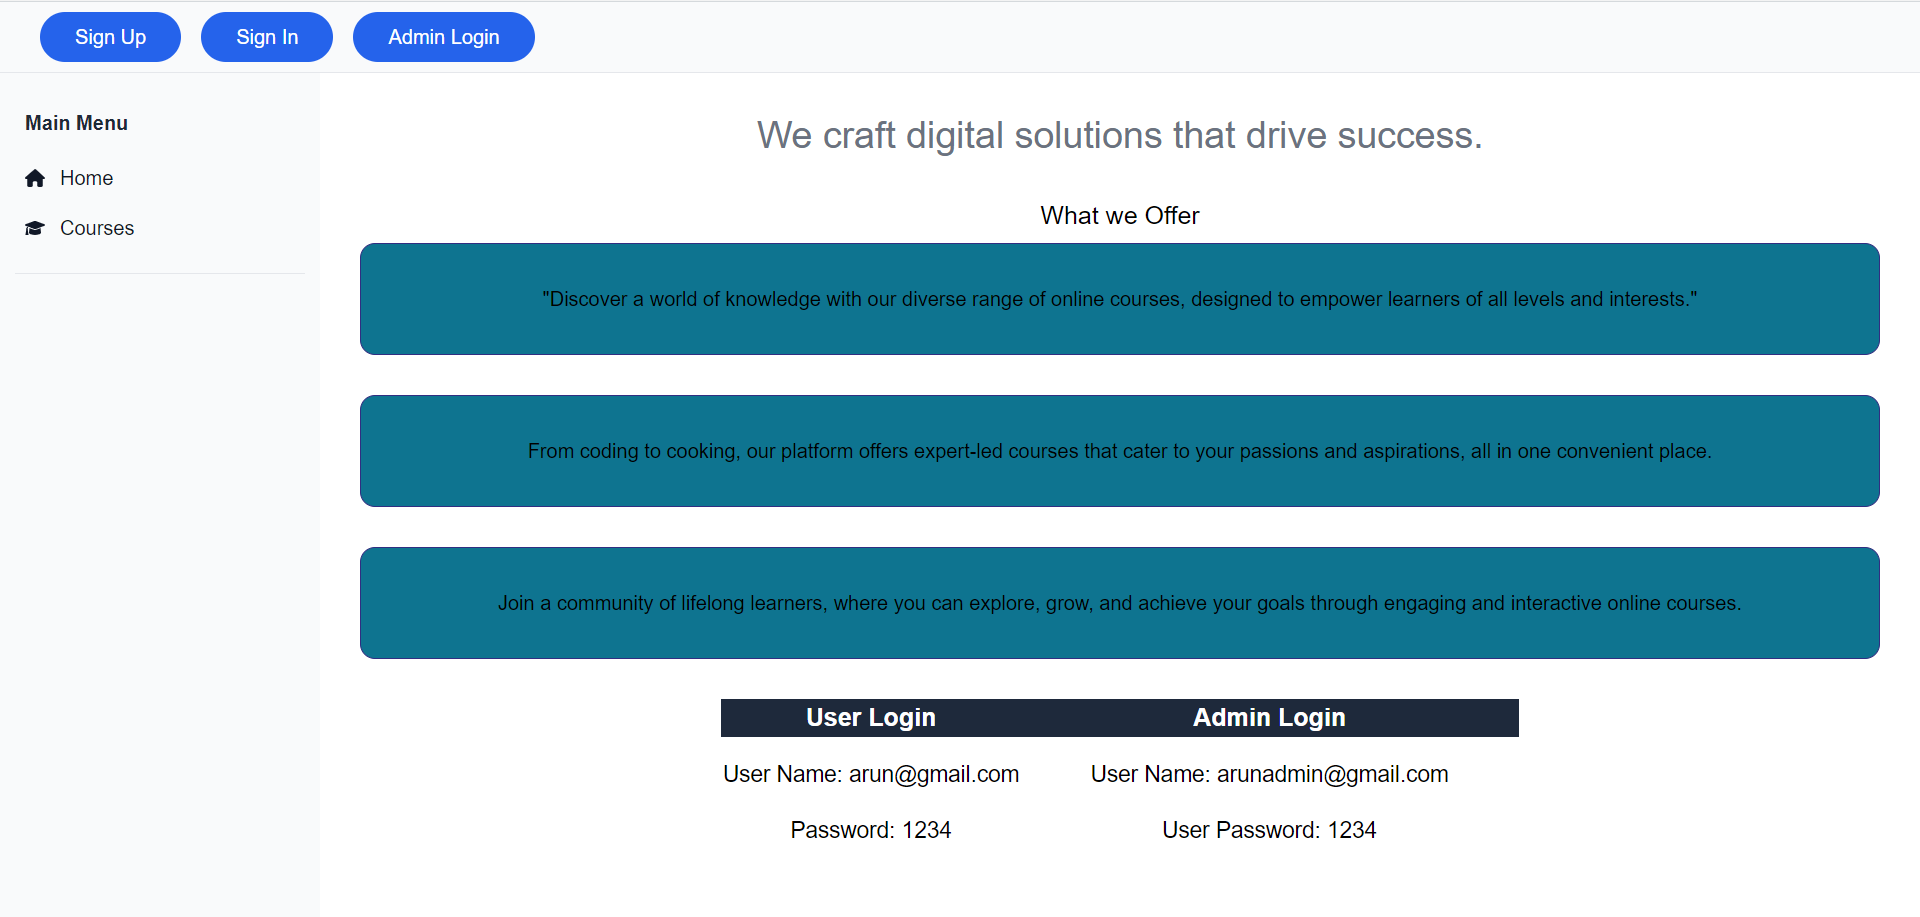 Sign Up Sign In Admin Login
Main Menu
Home
Courses
We craft digital solutions that drive success.
What we Offer
"Discover a world of knowledge with our diverse range of online courses, designed to empower learners of all levels and interests."
From coding to cooking, our platform offers expert-led courses that cater to your passions and aspirations, all in one convenient place.
Join a community of lifelong learners, where you can explore, grow, and achieve your goals through engaging and interactive online courses.
User Login Admin Login
User Name: arun@gmail.com User Name: arunadmin@gmail.com
Password: 1234 User Password: 1234